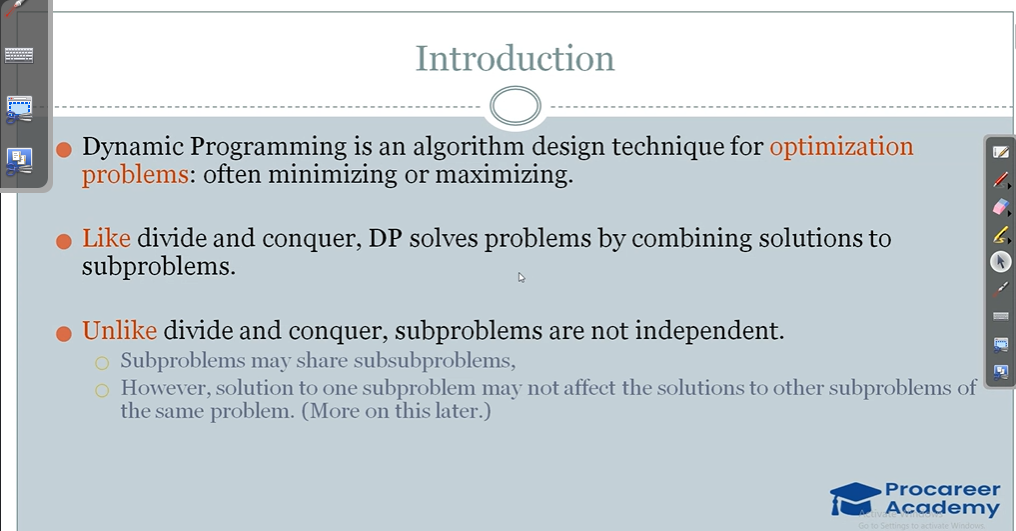 Introduction
Dynamic Programming is an algorithm design technique for optimization
problems: often minimizing or maximizing.
Like divide and conquer, DP solves problems by combining solutions to
subproblems.
Unlike divide and conquer, subproblems are not independent.
Subproblems may share subsubproblems,
However, solution to one subproblem may not affect the solutions to other subproblems of
the same problem. (More on this later.)
Procareer
Academy
Activate Windows
Go to Settings to activate Windows.